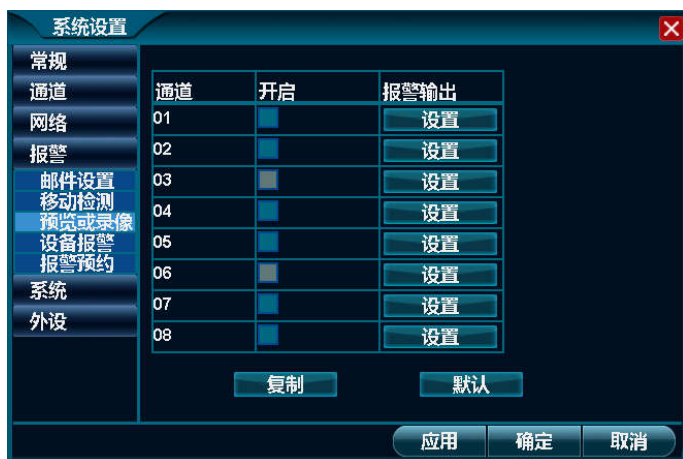 系统设置
常规
通道
网络
报警
邮件设置
移动检测
预览或录像
设备报警
报警预约
系统
外设
通道 开启 报警输出
01 设置
02 设置
03 设置
04 设置
05 设置
06 设置
07 设置
08 设置
复制 默认
应用 确定 取消